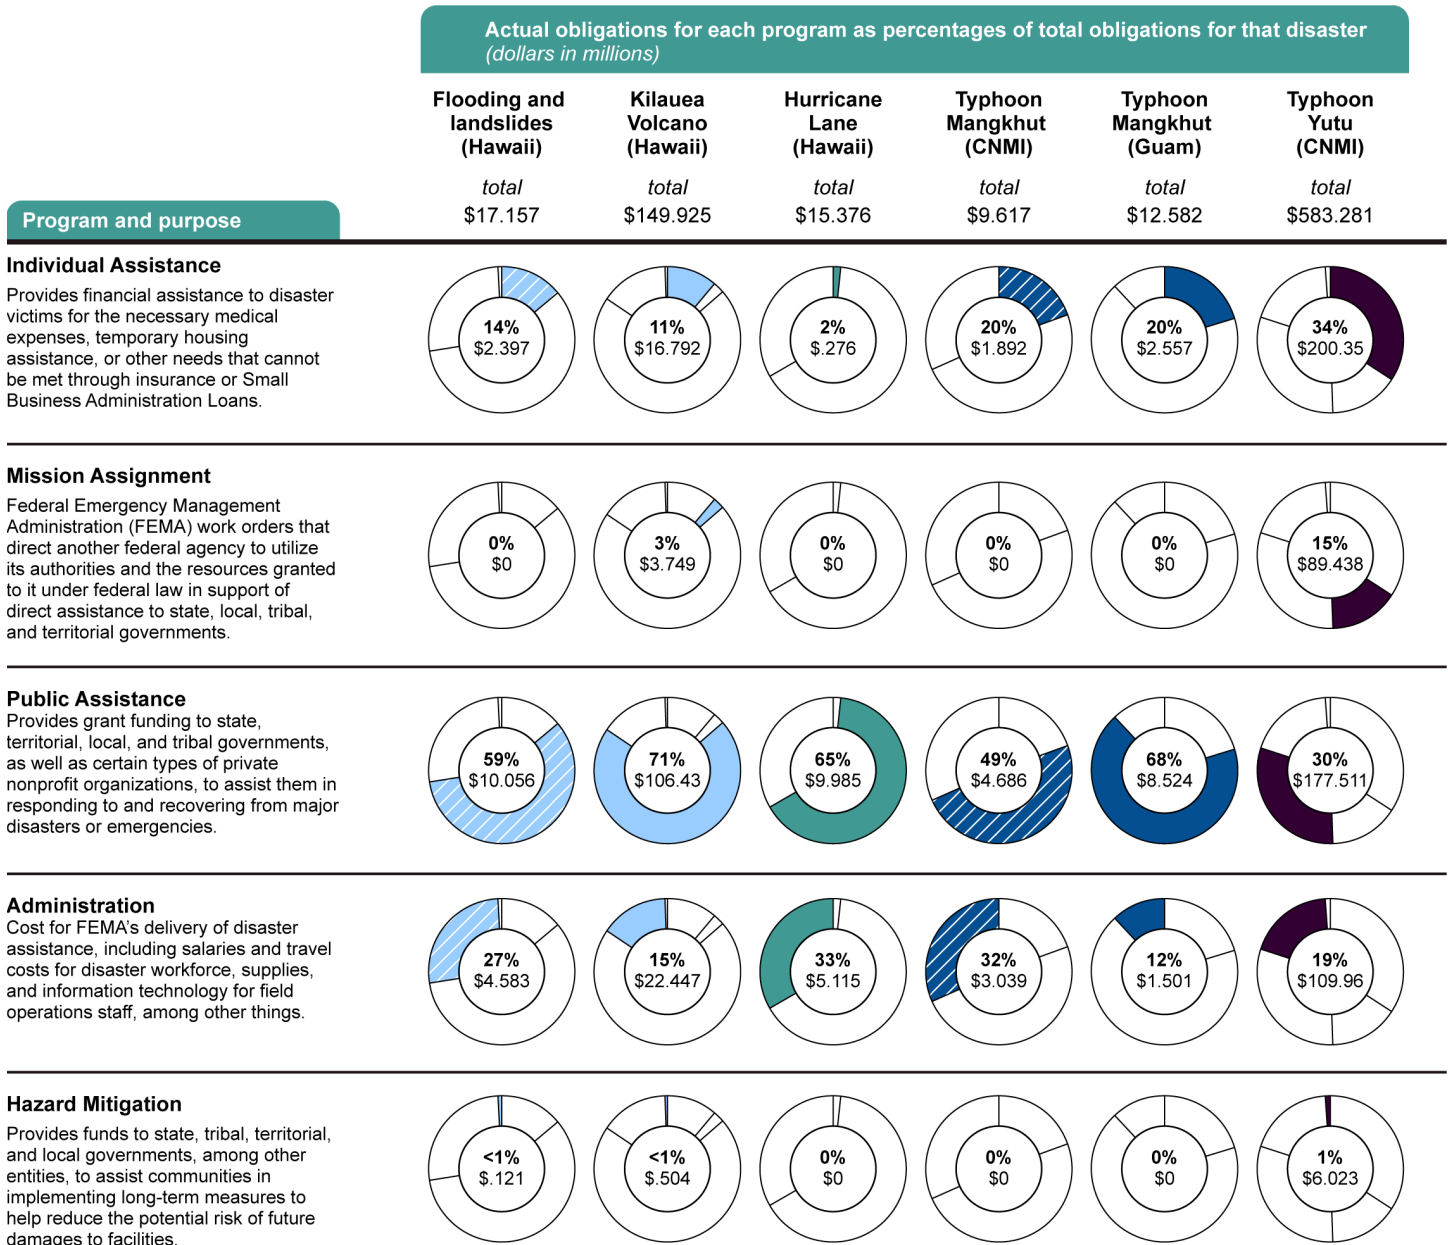 Actual obligations for each program as percentages of total obligations for that disaster
(dollars in millions)
Flooding and
landslides
(Hawaii)
total
$17.157
Kilauea
Volcano
(Hawaii)
total
$149.925
Hurricane
Lane
(Hawaii)
total
$15.376
Typhoon
Mangkhut
(CNMI)
total
$9.617
Typhoon
Mangkhut
(Guam)
total
$12.582
Typhoon
Yutu
(CNMI)
total
$583.281
Program and purpose
Individual Assistance
Provides financial assistance to disaster
victims for the necessary medical
expenses, temporary housing
assistance, or other needs that cannot
be met through insurance or Small
Business Administration Loans.
14%
$2.397
11%
$16.792
2%
$.276
20%
$1.892
20%
$2.557
34%
$200.35
Mission Assignment
Federal Emergency Management
Administration (FEMA) work orders that
direct another federal agency to utilize
its authorities and the resources granted
to it under federal law in support of
direct assistance to state, local, tribal,
and territorial governments.
0%
$0
3%
$3.749
0%
$0
0%
$0
0%
$0
15%
$89.438
Public Assistance
Provides grant funding to state,
territorial, local, and tribal governments,
as well as certain types of private
nonprofit organizations, to assist them in
responding to and recovering from major
disasters or emergencies.
59%
$10.056
71%
$106.43
65%
$9.985
49%
$4.686
68%
$8.524
30%
$177.511
Administration
Cost for FEMA’s delivery of disaster
assistance, including salaries and travel
costs for disaster workforce, supplies,
and information technology for field
operations staff, among other things.
27%
$4.583
15%
$22.447
33%
$5.115
32%
$3.039
12%
$1.501
19%
$109.96
Hazard Mitigation
Provides funds to state, tribal, territorial,
and local governments, among other
entities, to assist communities in
implementing long-term measures to
help reduce the potential risk of future
damages to facilities.
<1%
$.121
<1%
$.504
0%
$0
0%
$0
0%
$0
1%
$6.023